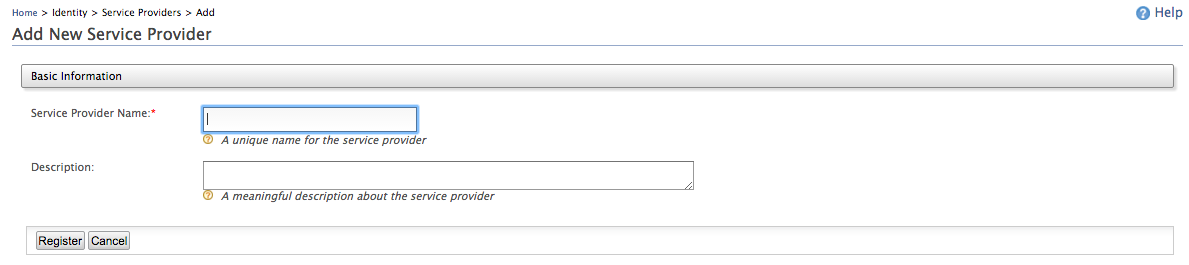 Home > Identity > Service Providers > Add
Help
Add New Service Provider
Basic Information
Service Provider Name:*
A unique name for the service provider
Description:
A meaningful description about the service provider
Register Cancel